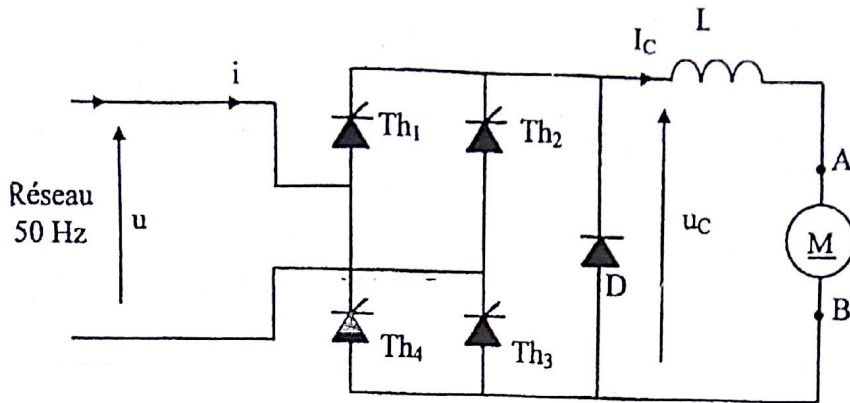 L
I_C
i
Th₁
Th₂
A
Réseau
50 Hz
u
u_C
M
D
B
Th₄
Th₃